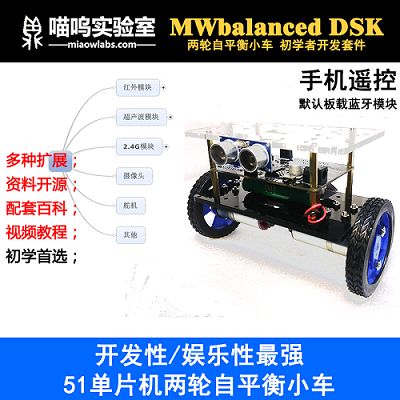 喵呜实验室
miaowlabs.com
MWbalanced DSK
两轮自平衡小车 初学者开发套件
手机遥控
默认板载蓝牙模块
红外模块
超声波模块
2.4G模块
摄像头
舵机
其他
多种扩展；
资料开源；
配套百科；
视频教程；
初学首选；
开发性/娱乐性最强
51单片机两轮自平衡小车